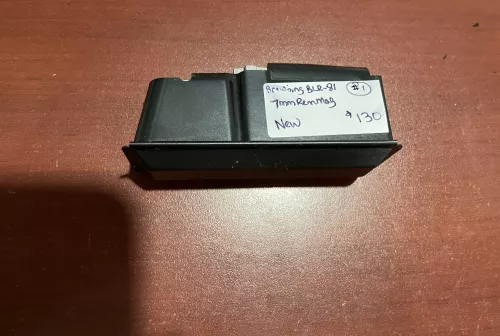 Browning BLR-81 #1
7mm Rem Mag
New $130